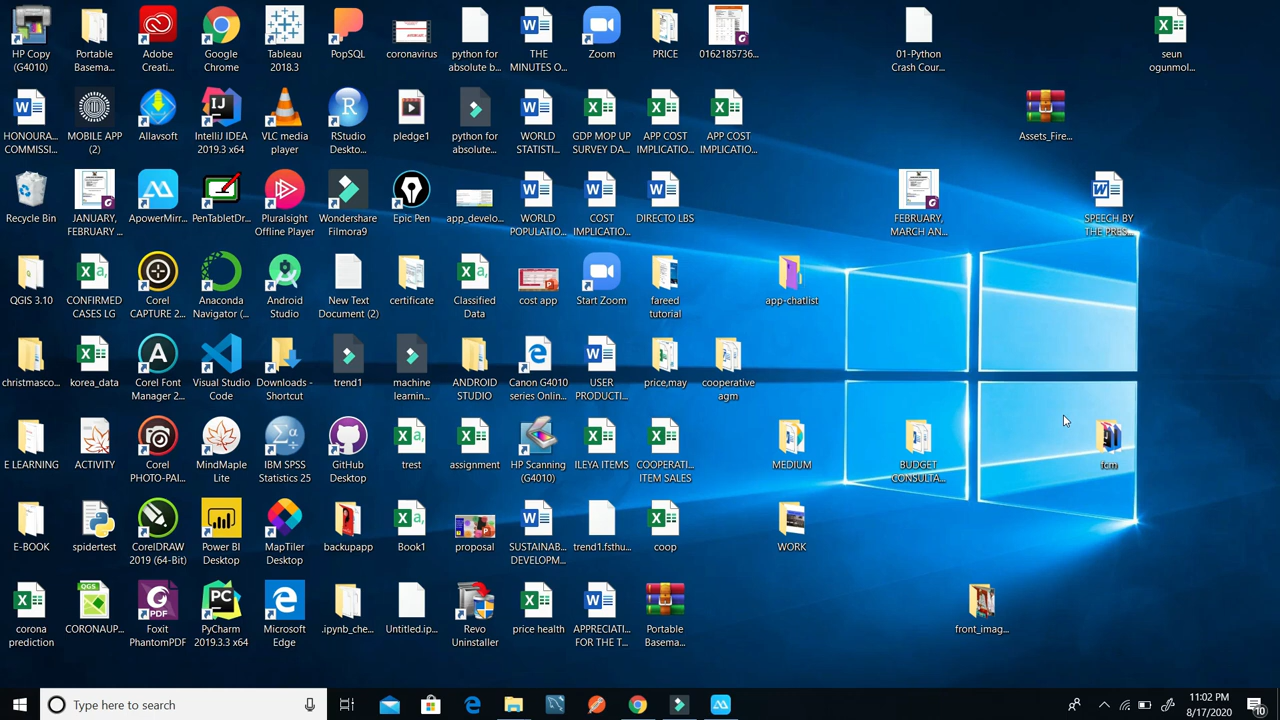 HP Copy
(G4010)
Portable
Basema...
Adobe
Creati...
Google
Chrome
Tableau
2018.3
PopSQL
coronavirus
python for
absolute b...
THE
MINUTES O...
Zoom
PRICE
0162185736...
01-Python
Crash Cour...
seun
ogunmol...
HONOURA...
COMMISSI...
MOBILE APP
(2)
Allavsoft
IntelliJ IDEA
2019.3 x64
VLC media
player
RStudio
Deskto...
pledge1
python for
absolute...
WORLD
STATISTI...
GDP MOP UP
SURVEY DA...
APP COST
IMPLICATIO...
APP COST
IMPLICATIO...
Assets_Fire...
Recycle Bin
JANUARY,
FEBRUARY ...
ApowerMirr...
PenTabletDr...
Pluralsight
Offline Player
Wondershare
Filmora9
Epic Pen
app_develo...
WORLD
POPULATIO...
COST
IMPLICATIO...
DIRECTO LBS
FEBRUARY,
MARCH AN...
SPEECH BY
THE PRES...
QGIS 3.10
CONFIRMED
CASES LG
Corel
CAPTURE 2...
Anaconda
Navigator (...
Android
Studio
New Text
Document (2)
certificate
Classified
Data
cost app
Start Zoom
fareed
tutorial
app-chatlist
christmasco...
korea_data
Corel Font
Manager 2...
Visual Studio
Code
Downloads -
Shortcut
trend1
machine
learnin...
ANDROID
STUDIO
Canon G4010
series Onlin...
USER
PRODUCTI...
price,may
cooperative
agm
E LEARNING
ACTIVITY
Corel
PHOTO-PAI...
MindMaple
Lite
IBM SPSS
Statistics 25
GitHub
Desktop
trest
assignment
HP Scanning
(G4010)
ILEYA ITEMS
COOPERATI...
ITEM SALES
MEDIUM
BUDGET
CONSULTA...
fcm
E-BOOK
spidertest
CorelDRAW
2019 (64-Bit)
Power BI
Desktop
MapTiler
Desktop
backupapp
Book1
proposal
SUSTAINAB...
DEVELOPM...
trend1.fsthu...
coop
WORK
corona
prediction
CORONAUP...
Foxit
PhantomPDF
PyCharm
2019.3.3 x64
Microsoft
Edge
.ipynb_che...
Untitled.ip...
Revo
Uninstaller
price health
APPRECIATI...
FOR THE T...
Portable
Basema...
front_imag...
Type here to search
11:02 PM
8/17/2020
10